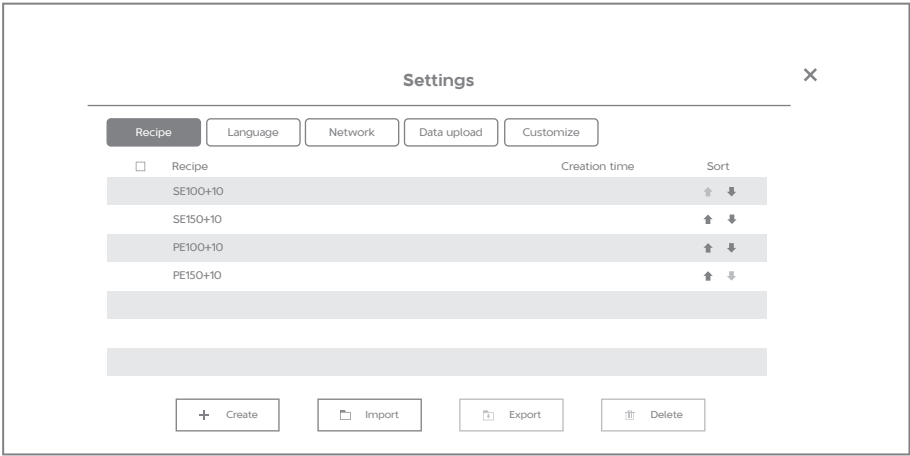 Settings
Recipe Language Network Data upload Customize
Recipe Creation time Sort
SE100+10
SE150+10
PE100+10
PE150+10
Create Import Export Delete